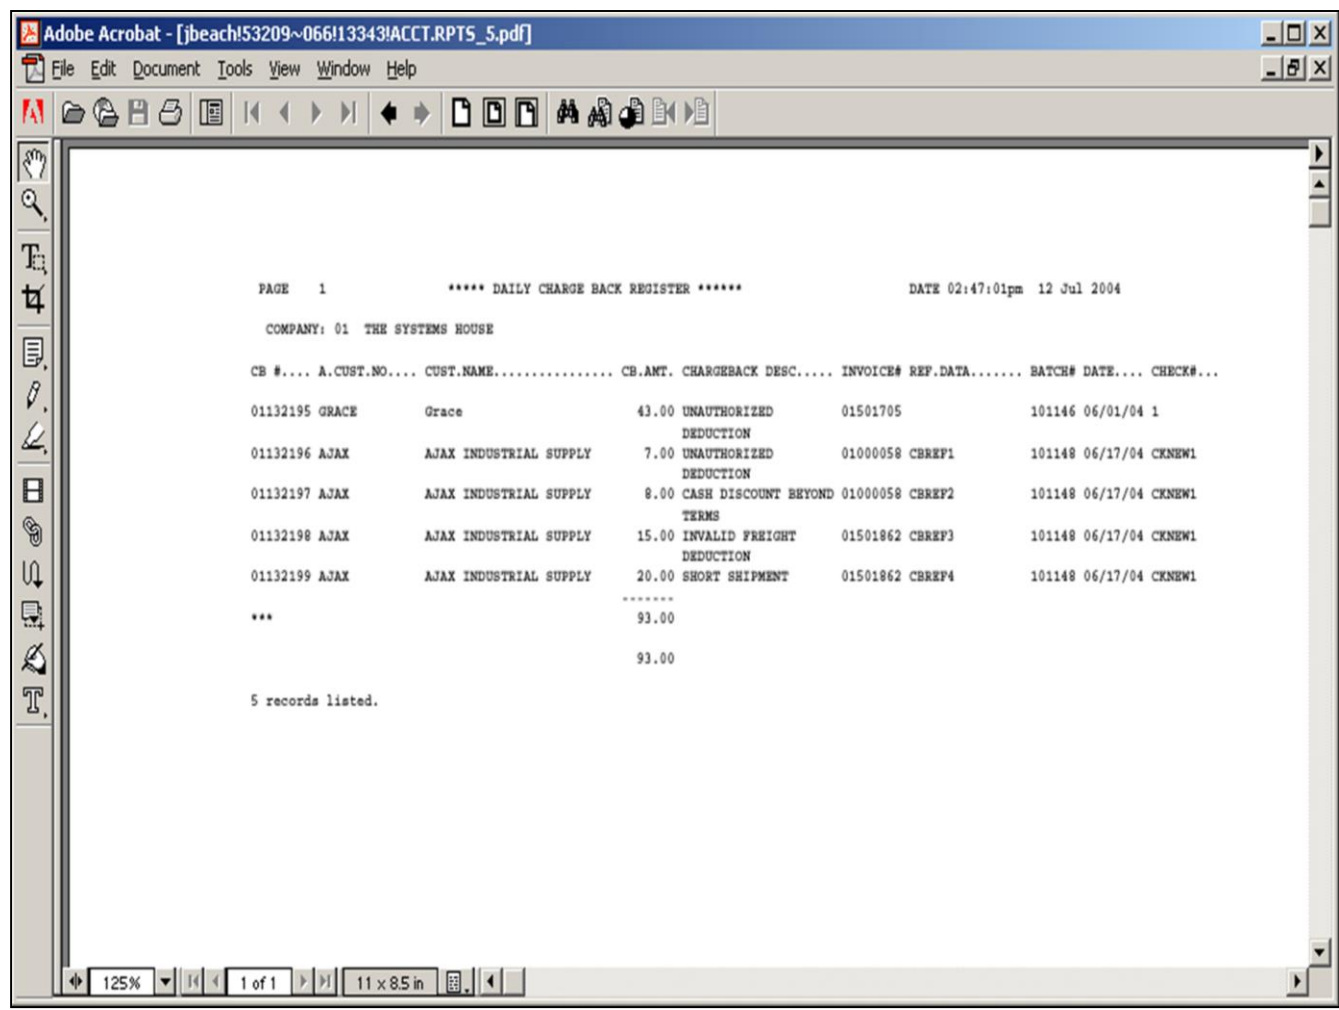 Adobe Acrobat - [jbeach!53209~066!13343!ACCT.RPTS_5.pdf]
File Edit Document Tools View Window Help
PAGE 1 ***** DAILY CHARGE BACK REGISTER ****** DATE 02:47:01pm 12 Jul 2004
COMPANY: 01 THE SYSTEMS HOUSE
CB #.... A.CUST.NO.... CUST.NAME................ CB.AMT. CHARGEBACK DESC..... INVOICE# REF.DATA....... BATCH# DATE.... CHECK#...
01132195 GRACE Grace 43.00 UNAUTHORIZED 01501705 101146 06/01/04 1
DEDUCTION
01132196 AJAX AJAX INDUSTRIAL SUPPLY 7.00 UNAUTHORIZED 01000058 CBREF1 101148 06/17/04 CKNEW1
DEDUCTION
01132197 AJAX AJAX INDUSTRIAL SUPPLY 8.00 CASH DISCOUNT BEYOND 01000058 CBREF2 101148 06/17/04 CKNEW1
TERMS
01132198 AJAX AJAX INDUSTRIAL SUPPLY 15.00 INVALID FREIGHT 01501862 CBREF3 101148 06/17/04 CKNEW1
DEDUCTION
01132199 AJAX AJAX INDUSTRIAL SUPPLY 20.00 SHORT SHIPMENT 01501862 CBREF4 101148 06/17/04 CKNEW1
-------
*** 93.00
93.00
5 records listed.
125% 1 of 1 11 x 8.5 in